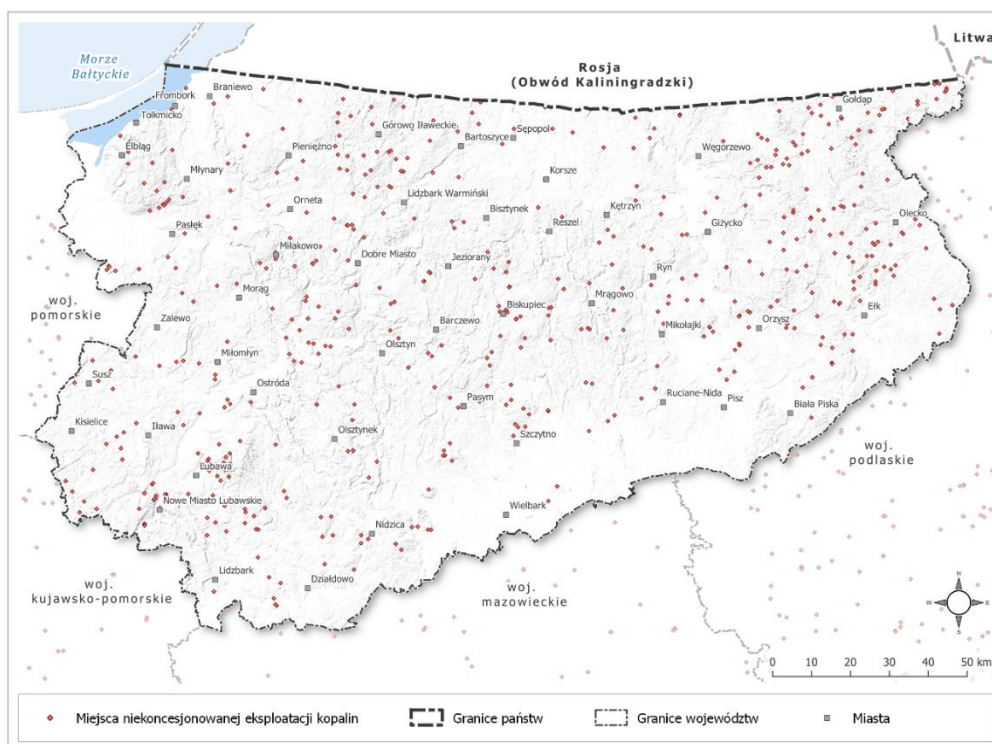 Litwa
Rosja
(Obwód Kaliningradzki)
Morze
Bałtyckie
Frombork
Braniewo
Tolkmicko
Gołdap
Górowo Iławeckie
Sępopol
Bartoszyce
Elbląg
Pieniężno
Węgorzewo
Młynary
Korsze
Lidzbark Warmiński
Orneta
Bisztynek
Kętrzyn
Olecko
Pasłęk
Reszel
Giżycko
Miłakowo
Dobre Miasto
Jeziorany
Ryn
woj.
pomorskie
Morąg
Mrągowo
Biskupiec
Ełk
Zalewo
Barczewo
Mikołajki
Orzysz
Olsztyn
Miłomłyn
Susz
Ostróda
Ruciane-Nida
Pisz
Biała Piska
Pasym
Kisielice
Iława
Olsztynek
Szczytno
woj.
podlaskie
Lubawa
Nowe Miasto Lubawskie
Wielbark
Nidzica
Lidzbark
Działdowo
woj.
kujawsko-pomorskie
woj.
mazowieckie
N
W
E
S
0 10 20 30 40 50 km
Miejsca niekoncesjonowanej eksploatacji kopalin
Granice państw
Granice województw
Miasta